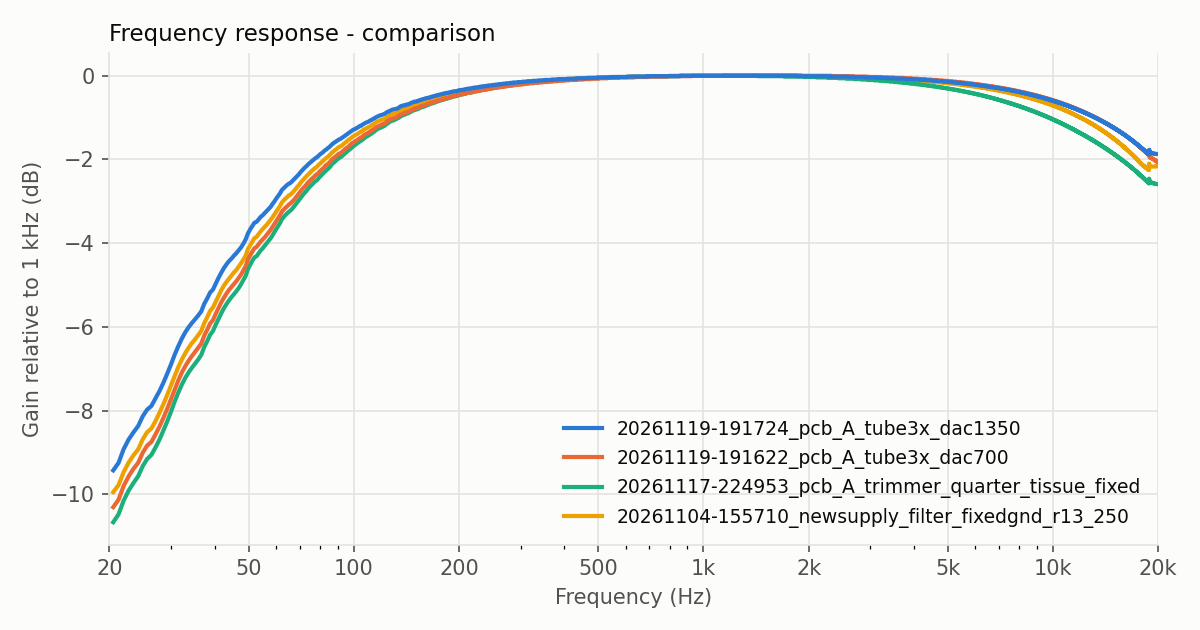 Frequency response - comparison
Gain relative to 1 kHz (dB)
0
−2
−4
−6
−8
−10
20261119-191724_pcb_A_tube3x_dac1350
20261119-191622_pcb_A_tube3x_dac700
20261117-224953_pcb_A_trimmer_quarter_tissue_fixed
20261104-155710_newsupply_filter_fixedgnd_r13_250
20 50 100 200 500 1k 2k 5k 10k 20k
Frequency (Hz)